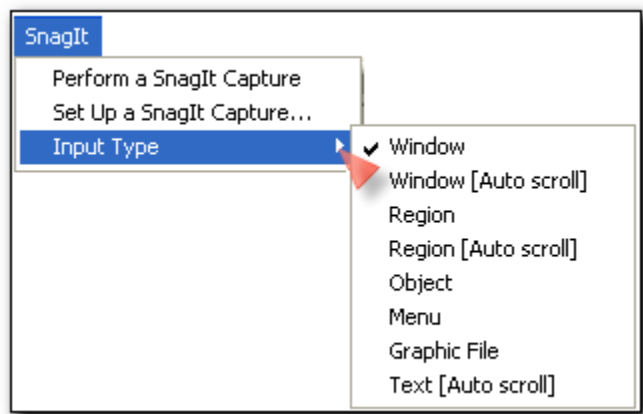 SnagIt
Perform a SnagIt Capture
Set Up a SnagIt Capture...
Input Type
Window
Window [Auto scroll]
Region
Region [Auto scroll]
Object
Menu
Graphic File
Text [Auto scroll]